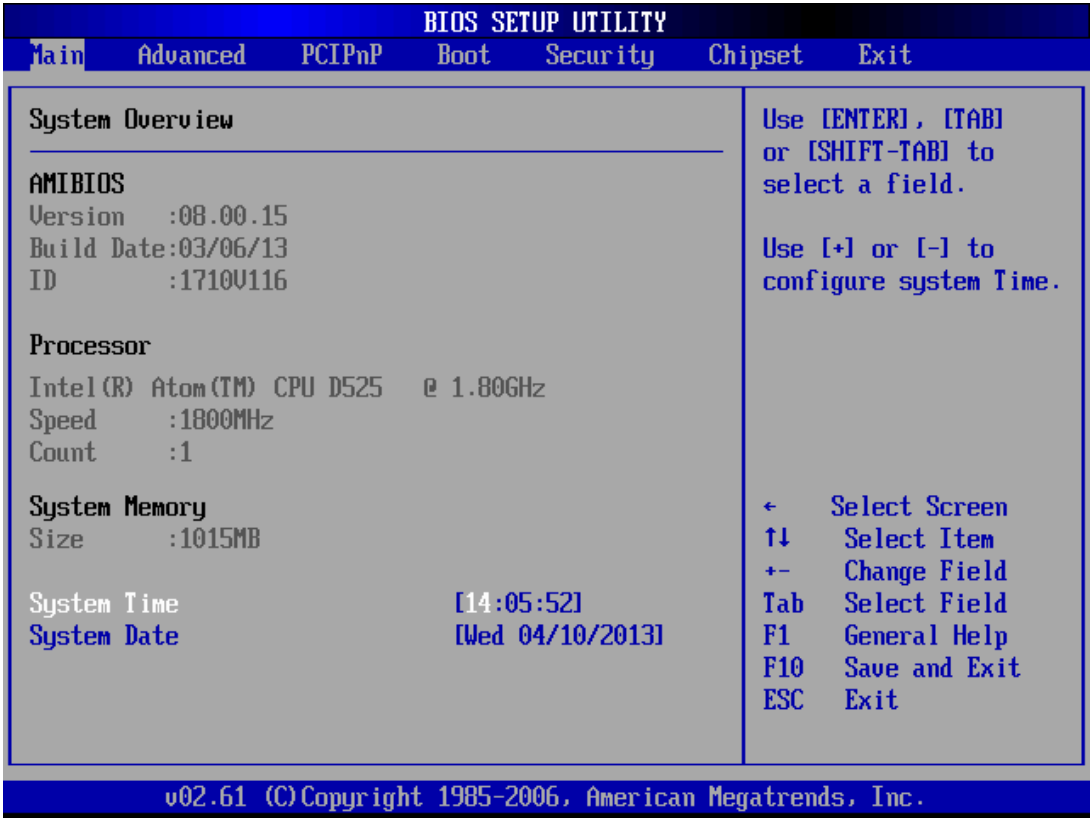 BIOS SETUP UTILITY
Main Advanced PCIPnP Boot Security Chipset Exit
System Overview
AMIBIOS
Version :08.00.15
Build Date:03/06/13
ID :1710V116
Processor
Intel(R) Atom(TM) CPU D525 @ 1.80GHz
Speed :1800MHz
Count :1
System Memory
Size :1015MB
System Time [14:05:52]
System Date [Wed 04/10/2013]
Use [ENTER], [TAB]
or [SHIFT-TAB] to
select a field.
Use [+] or [-] to
configure system Time.
← Select Screen
↑↓ Select Item
+- Change Field
Tab Select Field
F1 General Help
F10 Save and Exit
ESC Exit
v02.61 (C)Copyright 1985-2006, American Megatrends, Inc.